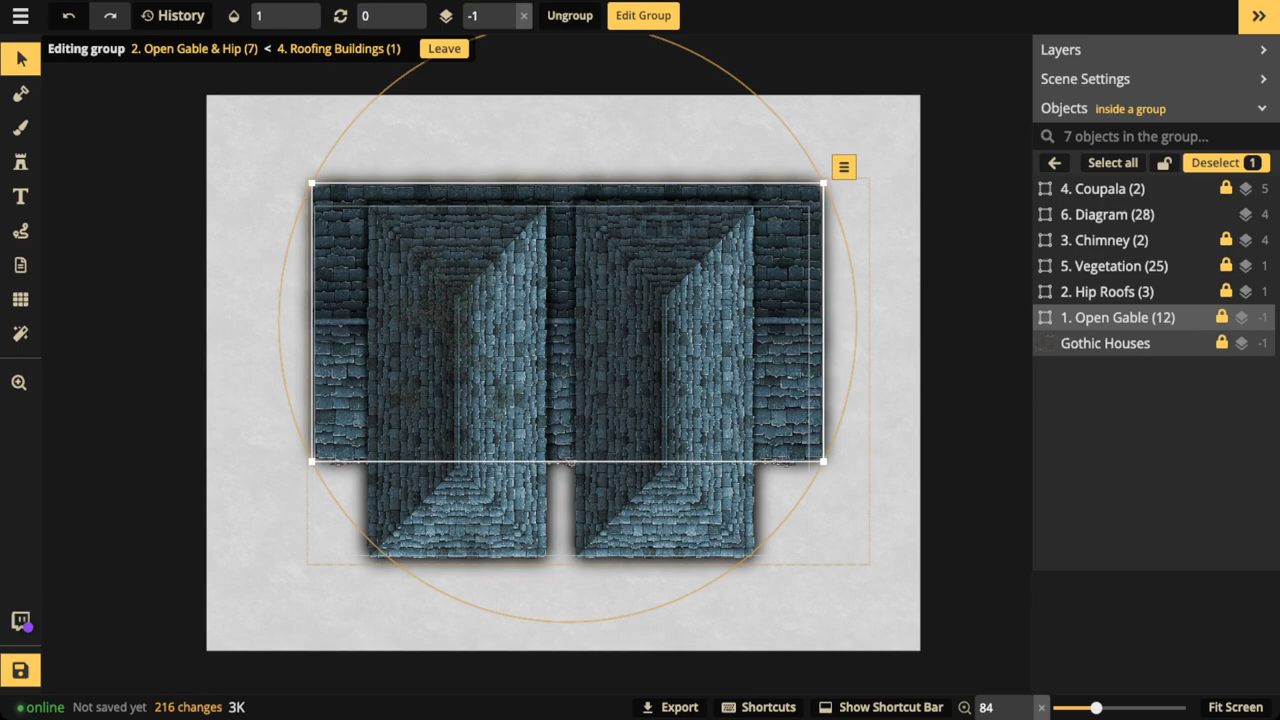 History 1 0 -1 × Ungroup Edit Group
Editing group 2. Open Gable & Hip (7) < 4. Roofing Buildings (1) Leave
Layers
Scene Settings
Objects inside a group
7 objects in the group...
Select all Deselect 1
4. Coupala (2) 5
6. Diagram (28) 4
3. Chimney (2) 4
5. Vegetation (25) 1
2. Hip Roofs (3) 1
1. Open Gable (12) -1
Gothic Houses -1
T
online Not saved yet 216 changes 3K Export Shortcuts Show Shortcut Bar 84 × Fit Screen